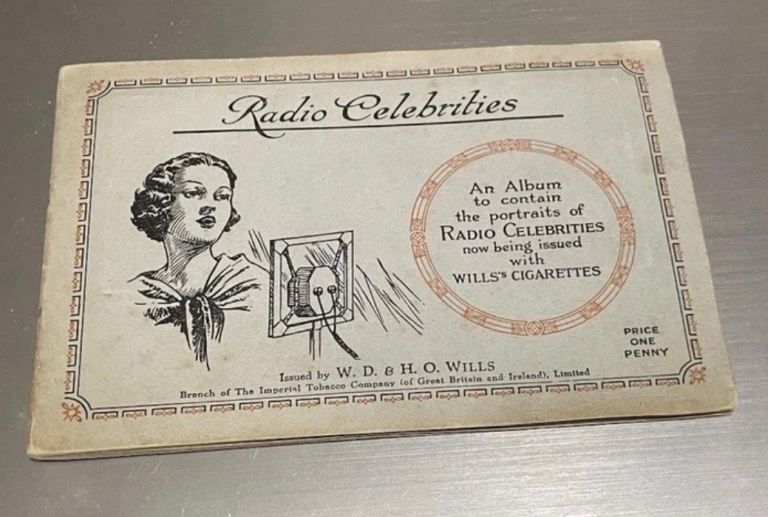 Radio Celebrities
An Album
to contain
the portraits of
RADIO CELEBRITIES
now being issued
with
WILLS'S CIGARETTES
PRICE
ONE
PENNY
Issued by W. D. & H. O. WILLS
Branch of The Imperial Tobacco Company (of Great Britain and Ireland), Limited